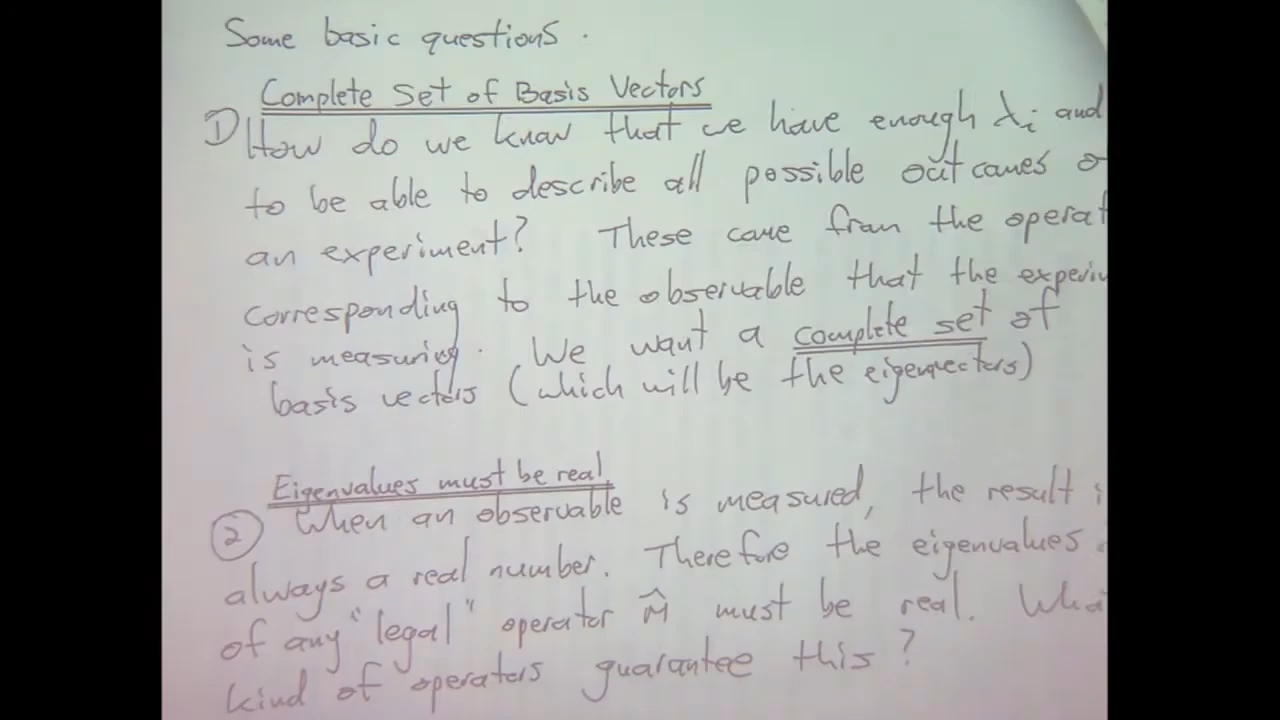 Some basic questions.
Complete Set of Basis Vectors
1) How do we know that we have enough λi and
to be able to describe all possible outcomes o
an experiment? These come from the operat
corresponding to the observable that the experim
is measuring. We want a complete set of
basis vectors (which will be the eigenvectors)
Eigenvalues must be real.
2 When an observable is measured, the result i
always a real number. Therefore the eigenvalues
of any "legal" operator M̂ must be real. Wha
kind of operators guarantee this?